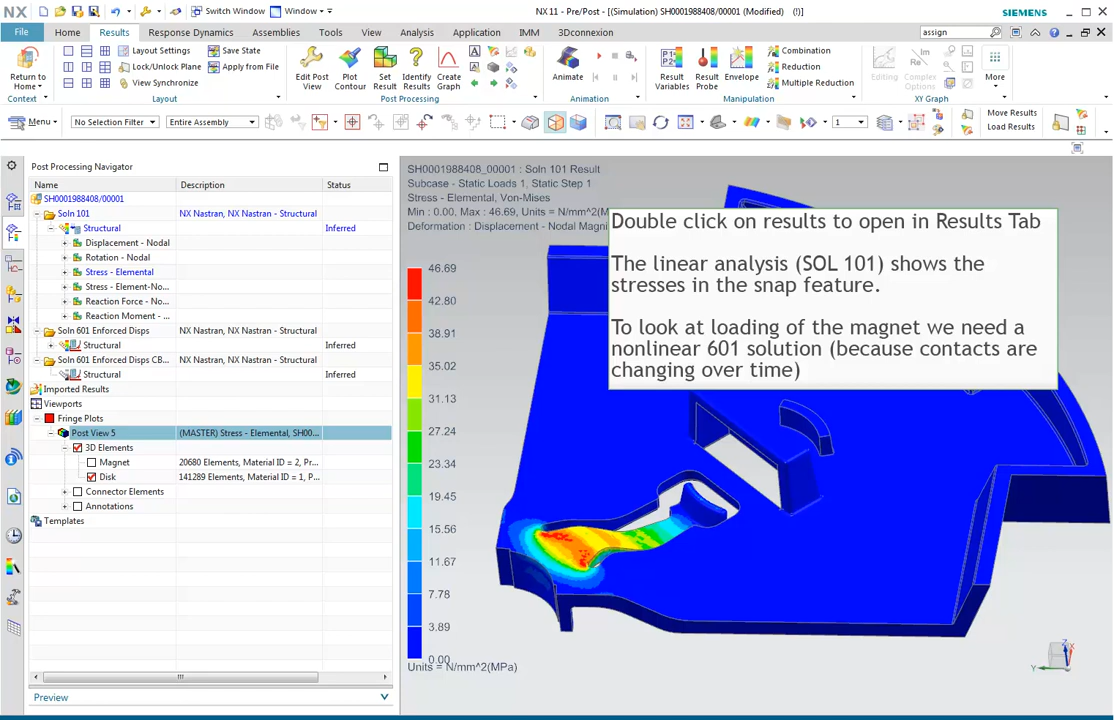 NX
Switch Window
Window
NX 11 - Pre/Post - [(Simulation) SH0001988408/00001 (Modified) (!)]
SIEMENS
File
Home
Results
Response Dynamics
Assemblies
Tools
View
Analysis
Application
IMM
3Dconnexion
assign
Return to
Home
Context
Layout Settings
Save State
Lock/Unlock Plane
Apply from File
View Synchronize
Layout
Edit Post
View
Plot
Contour
Set
Result
Identify
Results
Create
Graph
Post Processing
Animate
Animation
Result
Variables
Result
Probe
Envelope
Combination
Reduction
Multiple Reduction
Manipulation
Editing
Complex
Options
XY Graph
More
Menu
No Selection Filter
Entire Assembly
1
Move Results
Load Results
Post Processing Navigator
Name
Description
Status
SH0001988408/00001
Soln 101
NX Nastran, NX Nastran - Structural
Structural
Inferred
Displacement - Nodal
Rotation - Nodal
Stress - Elemental
Stress - Element-No...
Reaction Force - No...
Reaction Moment - ...
Soln 601 Enforced Disps
NX Nastran, NX Nastran - Structural
Structural
Inferred
Soln 601 Enforced Disps CB...
NX Nastran, NX Nastran - Structural
Structural
Inferred
Imported Results
Viewports
Fringe Plots
Post View 5
(MASTER) Stress - Elemental, SH00...
3D Elements
Magnet
20680 Elements, Material ID = 2, Pr...
Disk
141289 Elements, Material ID = 1, P...
Connector Elements
Annotations
Templates
Preview
SH0001988408_00001 : Soln 101 Result
Subcase - Static Loads 1, Static Step 1
Stress - Elemental, Von-Mises
Min : 0.00, Max : 46.69, Units = N/mm^2(M
Deformation : Displacement - Nodal Magni
46.69
42.80
38.91
35.02
31.13
27.24
23.34
19.45
15.56
11.67
7.78
3.89
0.00
Units = N/mm^2(MPa)
Double click on results to open in Results Tab
The linear analysis (SOL 101) shows the
stresses in the snap feature.
To look at loading of the magnet we need a
nonlinear 601 solution (because contacts are
changing over time)
Z
X
Y